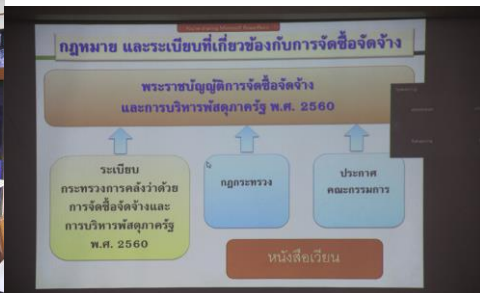 กฎหมาย และระเบียบที่เกี่ยวข้องกับการจัดซื้อจัดจ้าง
พระราชบัญญัติการจัดซื้อจัดจ้าง
และการบริหารพัสดุภาครัฐ พ.ศ. 2560
ระเบียบ
กระทรวงการคลังว่าด้วย
การจัดซื้อจัดจ้างและ
การบริหารพัสดุภาครัฐ
พ.ศ. 2560
กฎกระทรวง
ประกาศ
คณะกรรมการ
หนังสือเวียน